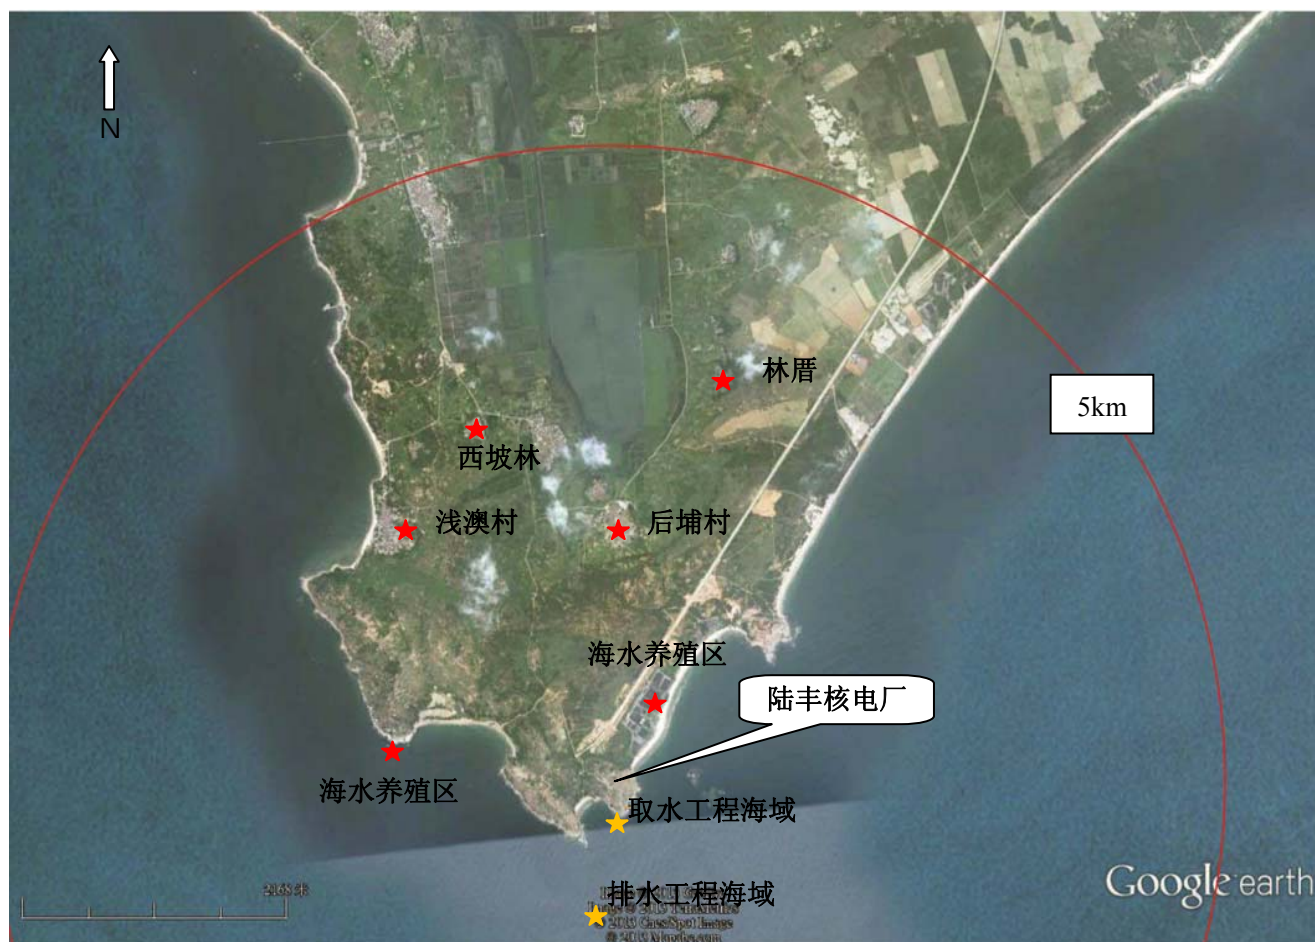 N
林厝
5km
西坡林
浅澳村
后埔村
海水养殖区
陆丰核电厂
海水养殖区
取水工程海域
Google earth
2168 米
排水工程海域